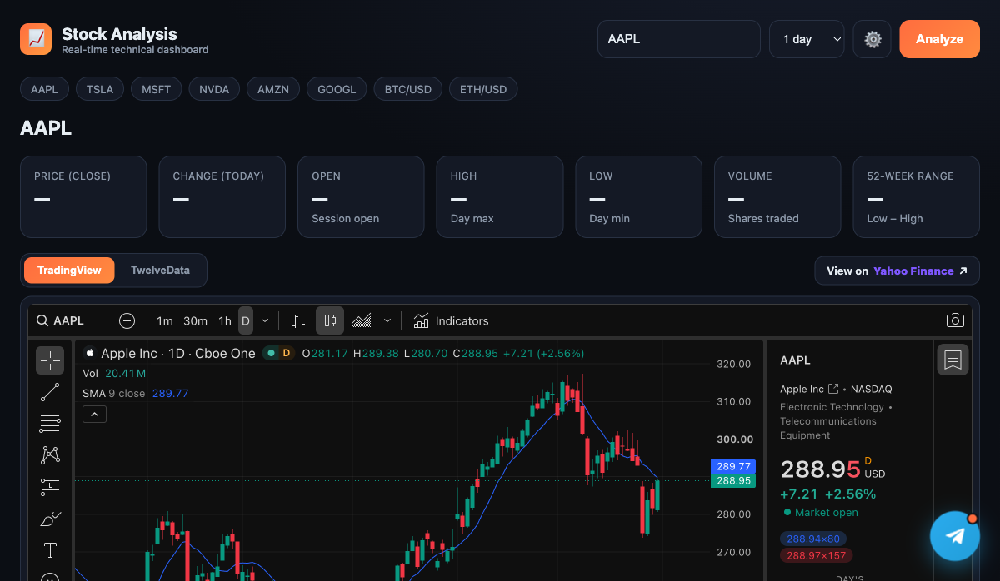 Stock Analysis
Real-time technical dashboard
AAPL
1 day
Analyze
AAPL
TSLA
MSFT
NVDA
AMZN
GOOGL
BTC/USD
ETH/USD
AAPL
PRICE (CLOSE)
—
CHANGE (TODAY)
—
OPEN
—
Session open
HIGH
—
Day max
LOW
—
Day min
VOLUME
—
Shares traded
52-WEEK RANGE
—
Low – High
TradingView
TwelveData
View on Yahoo Finance ↗
AAPL
1m 30m 1h D
Indicators
Apple Inc · 1D · Cboe One D O281.17 H289.38 L280.70 C288.95 +7.21 (+2.56%)
Vol 20.41 M
SMA 9 close 289.77
320.00
310.00
300.00
289.77
288.95
280.00
270.00
T
AAPL
Apple Inc • NASDAQ
Electronic Technology •
Telecommunications
Equipment
288.95 D USD
+7.21 +2.56%
Market open
288.94×80
288.97×157
DAY'S